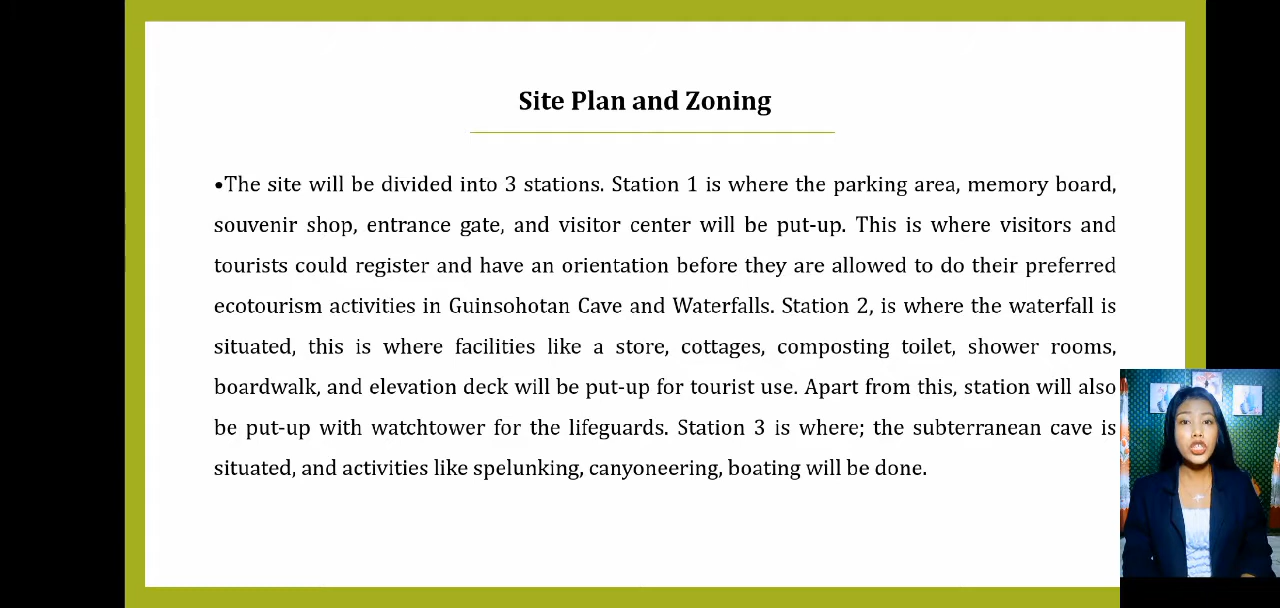 Site Plan and Zoning
•The site will be divided into 3 stations. Station 1 is where the parking area, memory board,
souvenir shop, entrance gate, and visitor center will be put-up. This is where visitors and
tourists could register and have an orientation before they are allowed to do their preferred
ecotourism activities in Guinsohotan Cave and Waterfalls. Station 2, is where the waterfall is
situated, this is where facilities like a store, cottages, composting toilet, shower rooms,
boardwalk, and elevation deck will be put-up for tourist use. Apart from this, station will also
be put-up with watchtower for the lifeguards. Station 3 is where; the subterranean cave is
situated, and activities like spelunking, canyoneering, boating will be done.